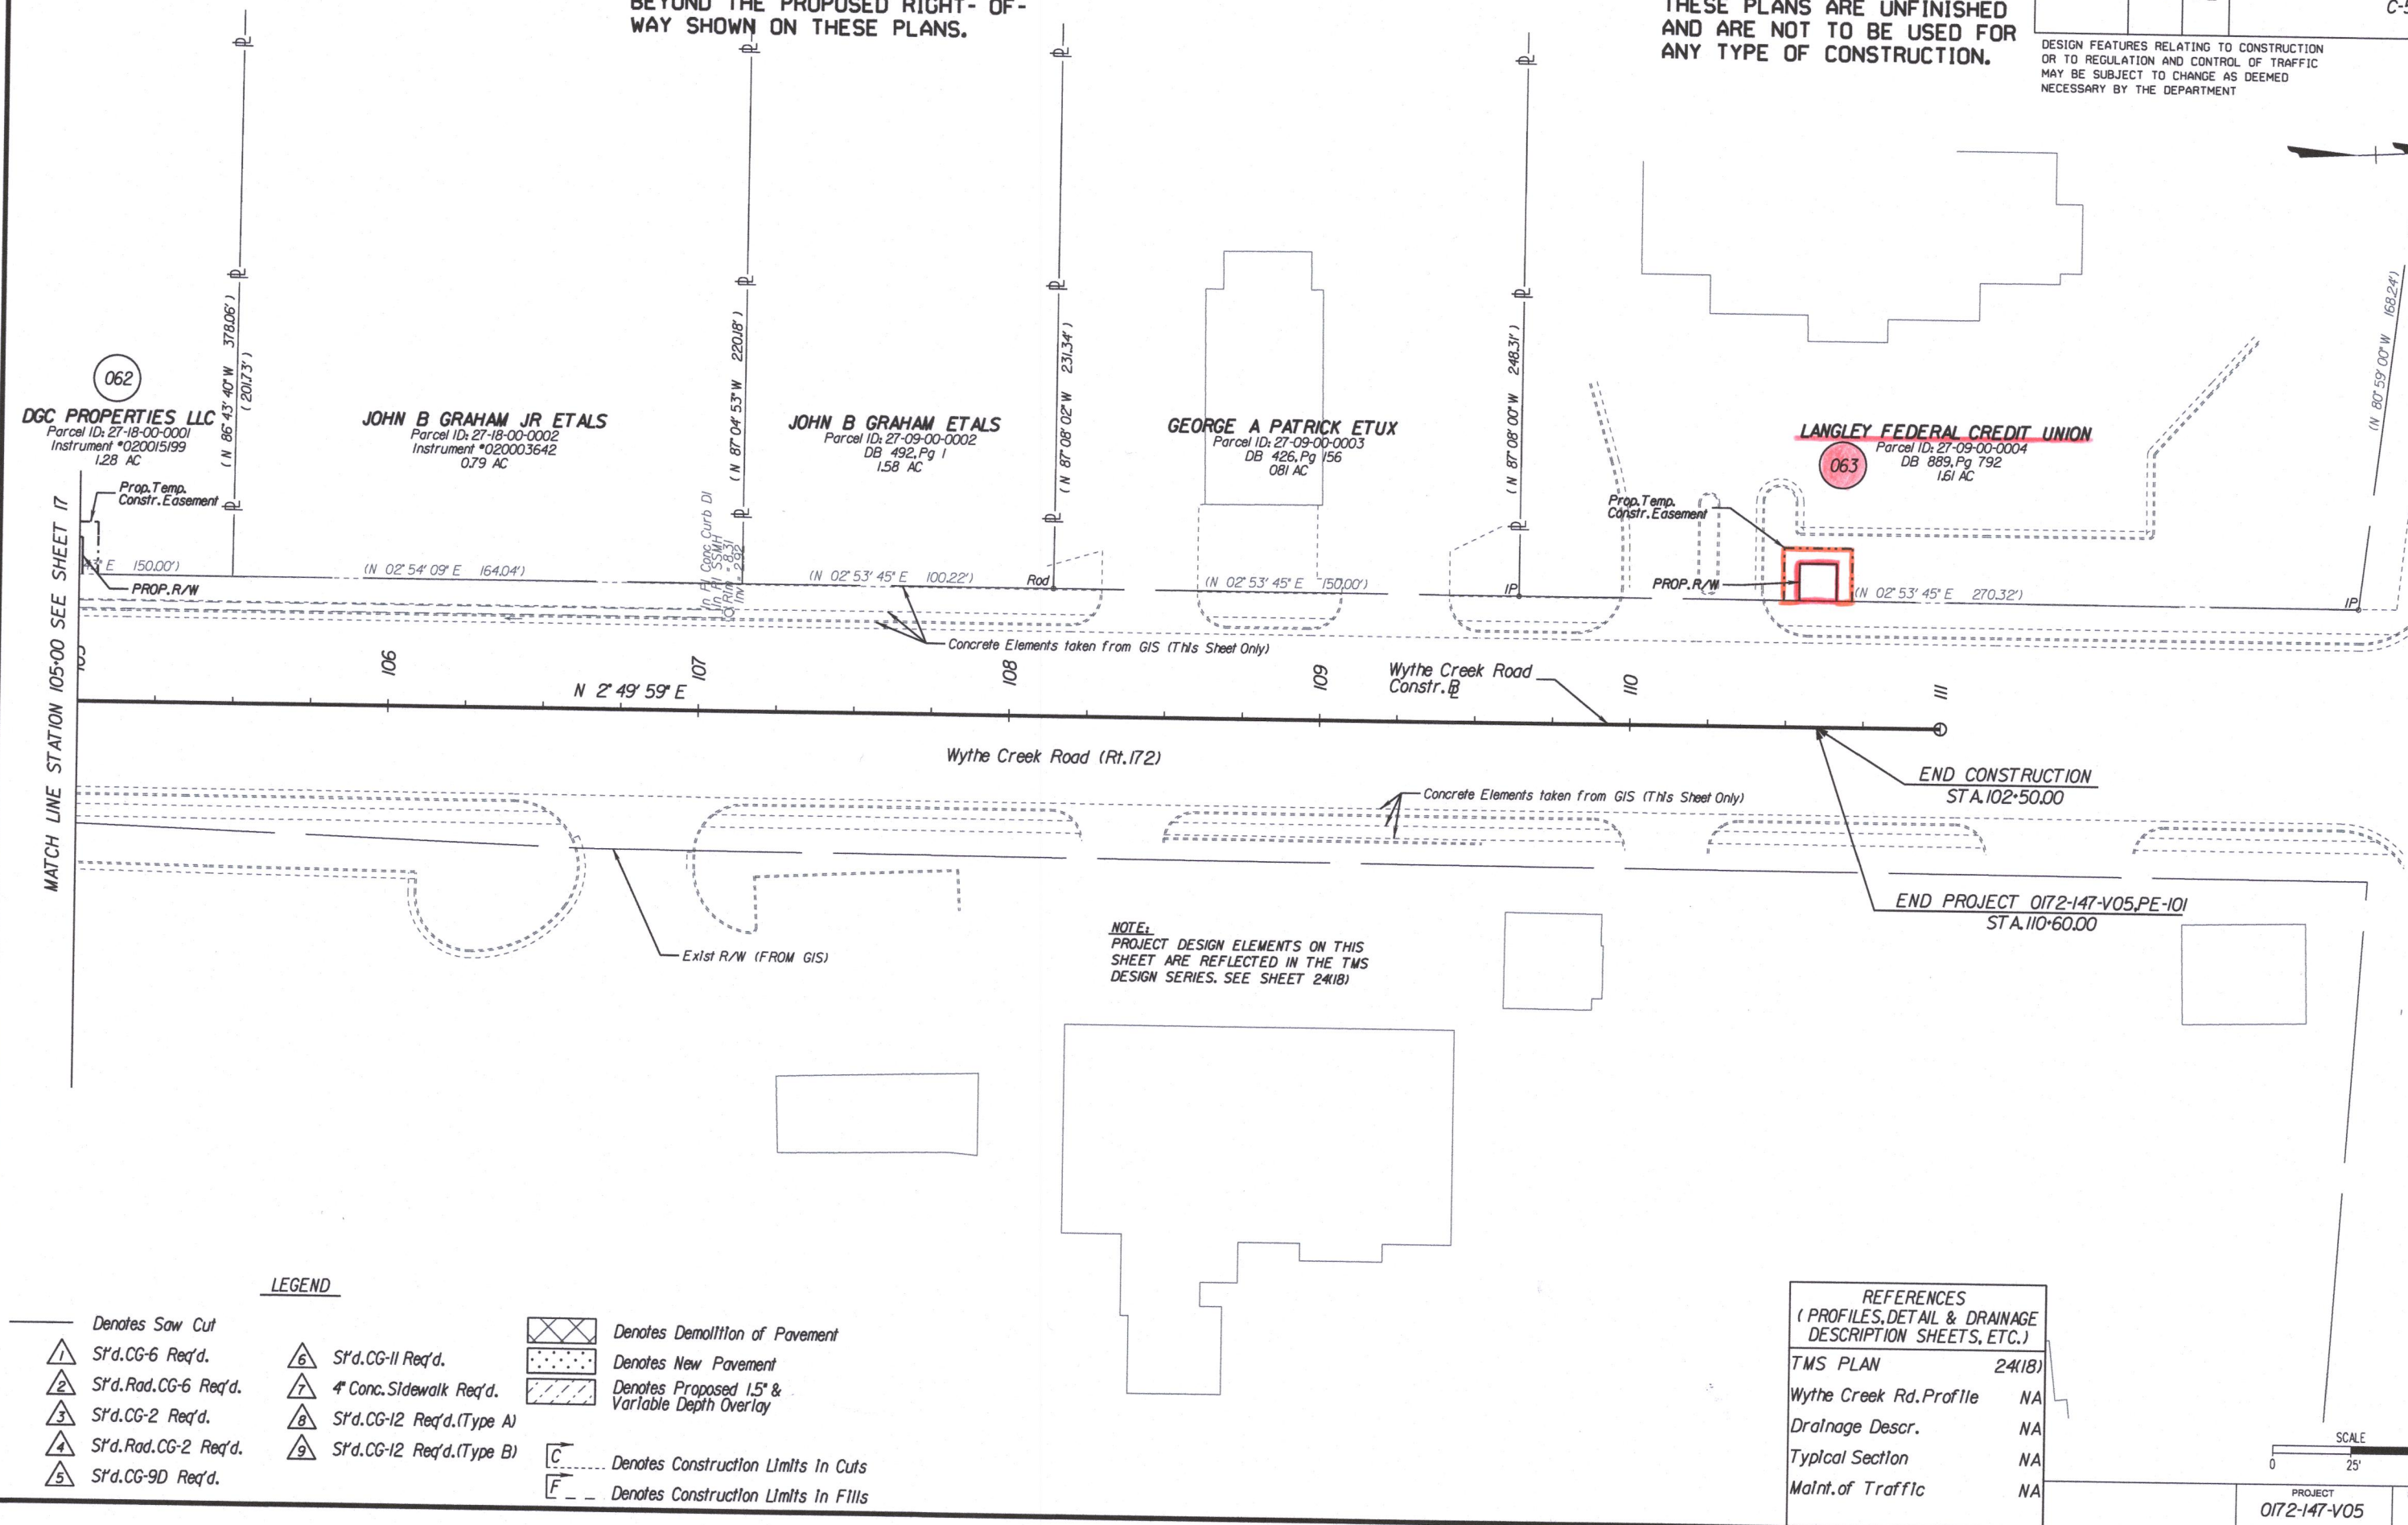 BEYOND THE PROPOSED RIGHT- OF-
WAY SHOWN ON THESE PLANS.
THESE PLANS ARE UNFINISHED
AND ARE NOT TO BE USED FOR
ANY TYPE OF CONSTRUCTION.
DESIGN FEATURES RELATING TO CONSTRUCTION
OR TO REGULATION AND CONTROL OF TRAFFIC
MAY BE SUBJECT TO CHANGE AS DEEMED
NECESSARY BY THE DEPARTMENT
062
DGC PROPERTIES LLC
Parcel ID: 27-18-00-0001
Instrument #020015199
1.28 AC
Prop. Temp.
Constr. Easement
(N 86° 43' 40" W 378.06')
(201.73')
JOHN B GRAHAM JR ETALS
Parcel ID: 27-18-00-0002
Instrument #020003642
0.79 AC
(N 87° 04' 53" W 220.18')
JOHN B GRAHAM ETALS
Parcel ID: 27-09-00-0002
DB 492, Pg 1
1.58 AC
(N 87° 08' 02" W 231.34')
GEORGE A PATRICK ETUX
Parcel ID: 27-09-00-0003
DB 426, Pg 156
081 AC
(N 87° 08' 00" W 248.31')
LANGLEY FEDERAL CREDIT UNION
063
Parcel ID: 27-09-00-0004
DB 889, Pg 792
1.61 AC
(N 80° 59' 00" W 168.24')
Prop. Temp.
Constr. Easement
PROP. R/W
E 150.00')
PROP. R/W
(N 02° 54' 09" E 164.04')
(N 02° 53' 45" E 100.22')
Rod
(N 02° 53' 45" E 150.00')
IP
(N 02° 53' 45" E 270.32')
IP
Concrete Elements taken from GIS (This Sheet Only)
MATCH LINE STATION 105+00 SEE SHEET 17
105
106
107
108
109
110
111
N 2° 49' 59" E
Wythe Creek Road
Constr. BL
Wythe Creek Road (Rt. 172)
END CONSTRUCTION
STA. 102+50.00
Concrete Elements taken from GIS (This Sheet Only)
END PROJECT 0172-147-V05, PE-101
STA. 110+60.00
Exist R/W (FROM GIS)
NOTE:
PROJECT DESIGN ELEMENTS ON THIS
SHEET ARE REFLECTED IN THE TMS
DESIGN SERIES. SEE SHEET 24(18)
LEGEND
Denotes Saw Cut
1 St'd. CG-6 Req'd.
2 St'd. Rad. CG-6 Req'd.
3 St'd. CG-2 Req'd.
4 St'd. Rad. CG-2 Req'd.
5 St'd. CG-9D Req'd.
6 St'd. CG-11 Req'd.
7 4" Conc. Sidewalk Req'd.
8 St'd. CG-12 Req'd. (Type A)
9 St'd. CG-12 Req'd. (Type B)
Denotes Demolition of Pavement
Denotes New Pavement
Denotes Proposed 1.5" &
Variable Depth Overlay
C Denotes Construction Limits in Cuts
F Denotes Construction Limits in Fills
REFERENCES
(PROFILES, DETAIL & DRAINAGE
DESCRIPTION SHEETS, ETC.)
TMS PLAN 24(18)
Wythe Creek Rd. Profile NA
Drainage Descr. NA
Typical Section NA
Maint. of Traffic NA
SCALE
0 25'
PROJECT
0172-147-V05